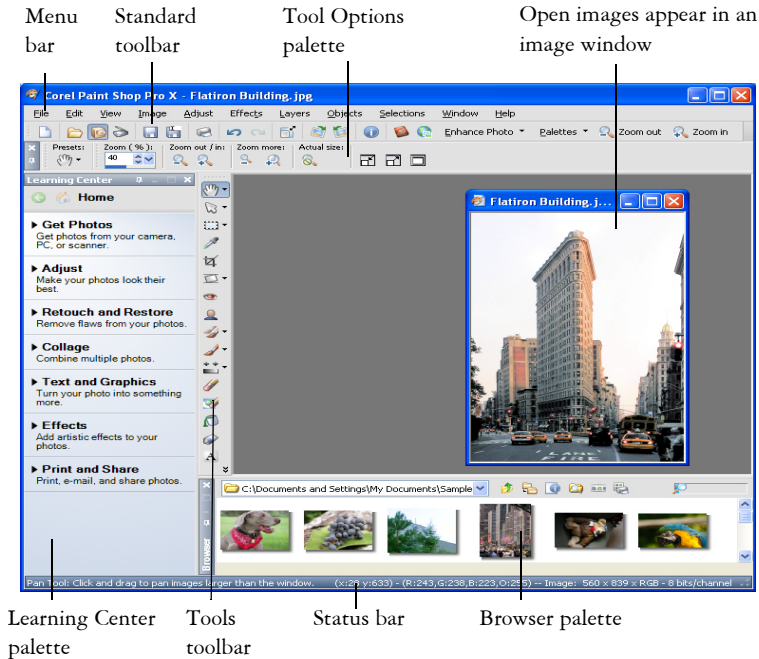 Menu bar
Standard toolbar
Tool Options palette
Open images appear in an image window
Corel Paint Shop Pro X - Flatiron Building.jpg
File Edit View Image Adjust Effects Layers Objects Selections Window Help
Enhance Photo Palettes Zoom out Zoom in
Presets: Zoom ( % ): Zoom out / in: Zoom more: Actual size:
40
Learning Center
Home
Get Photos
Get photos from your camera,
PC, or scanner.
Adjust
Make your photos look their
best.
Retouch and Restore
Remove flaws from your photos.
Collage
Combine multiple photos.
Text and Graphics
Turn your photo into something
more.
Effects
Add artistic effects to your
photos.
Print and Share
Print, e-mail, and share photos.
Flatiron Building.j...
LANE
FIRE
C:\Documents and Settings\My Documents\Sample
Browser
Pan Tool: Click and drag to pan images larger than the window. (x:28 y:633) - (R:243,G:238,B:223,O:255) -- Image: 560 x 839 x RGB - 8 bits/channel
Learning Center palette
Tools toolbar
Status bar
Browser palette